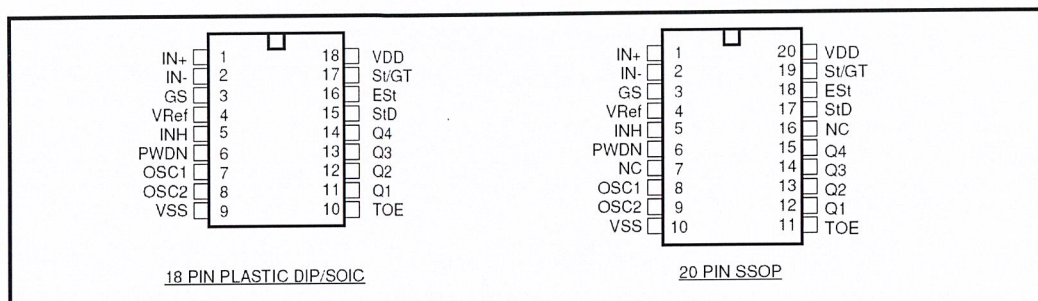 IN+ 1 18 VDD
IN- 2 17 St/GT
GS 3 16 ESt
VRef 4 15 StD
INH 5 14 Q4
PWDN 6 13 Q3
OSC1 7 12 Q2
OSC2 8 11 Q1
VSS 9 10 TOE
18 PIN PLASTIC DIP/SOIC
IN+ 1 20 VDD
IN- 2 19 St/GT
GS 3 18 ESt
VRef 4 17 StD
INH 5 16 NC
PWDN 6 15 Q4
NC 7 14 Q3
OSC1 8 13 Q2
OSC2 9 12 Q1
VSS 10 11 TOE
20 PIN SSOP